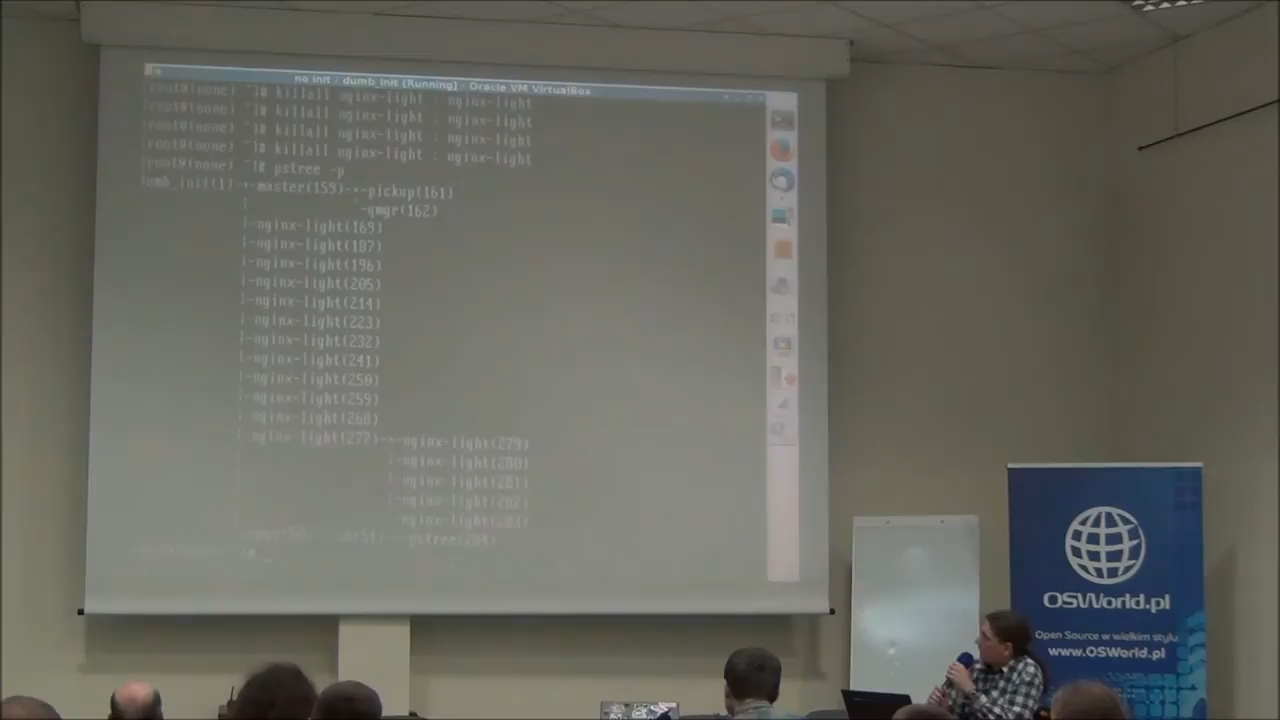 no init : dumb_init [Running] - Oracle VM VirtualBox
[root@(none) ~]# killall nginx-light ; nginx-light
[root@(none) ~]# killall nginx-light ; nginx-light
[root@(none) ~]# killall nginx-light ; nginx-light
[root@(none) ~]# killall nginx-light ; nginx-light
[root@(none) ~]# pstree -p
dumb_init(1)-+-master(159)-+-pickup(161)
`-qmgr(162)
|-nginx-light(169)
|-nginx-light(187)
|-nginx-light(196)
|-nginx-light(205)
|-nginx-light(214)
|-nginx-light(223)
|-nginx-light(232)
|-nginx-light(241)
|-nginx-light(250)
|-nginx-light(259)
|-nginx-light(268)
|-nginx-light(277)-+-nginx-light(279)
|-nginx-light(280)
|-nginx-light(281)
|-nginx-light(282)
nginx-light(283)
OSWorld.pl
Open Source w wielkim stylu
www.OSWorld.pl